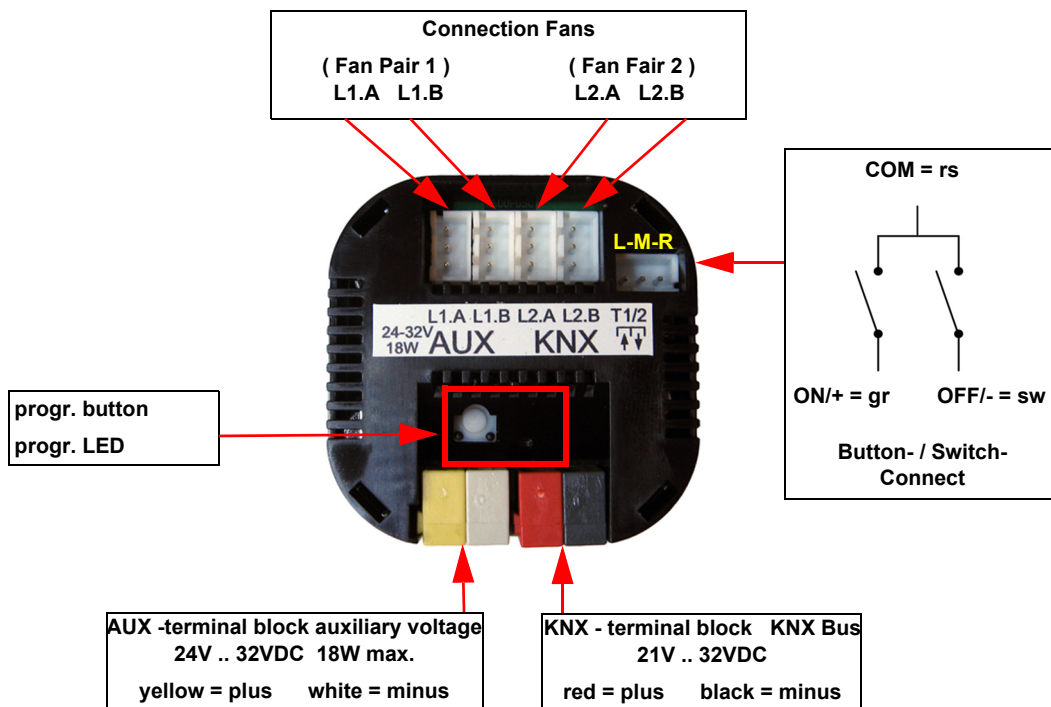 Connection Fans
( Fan Pair 1 ) ( Fan Fair 2 )
L1.A L1.B L2.A L2.B
COM = rs
L-M-R
L1.A L1.B L2.A L2.B T1/2
24-32V
18W AUX KNX
ON/+ = gr OFF/- = sw
Button- / Switch-
Connect
progr. button
progr. LED
AUX -terminal block auxiliary voltage
24V .. 32VDC 18W max.
yellow = plus white = minus
KNX - terminal block KNX Bus
21V .. 32VDC
red = plus black = minus